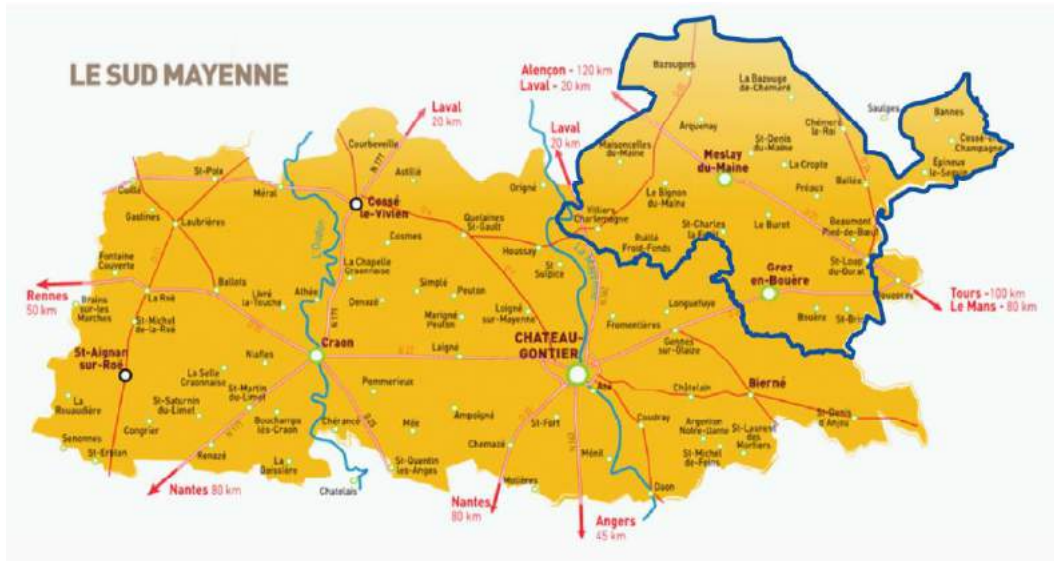 LE SUD MAYENNE
Alençon - 120 km
Laval - 20 km
Laval
20 km
Laval
20 km
Bazougers
La Bazouge
de-Chemeré
Saulges
Bannes
Cossé-en
Champagne
Épineux
le-Seguin
Arquenay
Chémeré
le-Roi
St-Denis
du-Maine
Maisoncelles
du-Maine
Meslay
du-Maine
La Cropte
Préaux
Ballée
Le Bignon
du-Maine
Villiers
Charlemagne
Ruillé
Froid-Fonds
St-Charles
la-Forêt
Le Buret
Beaumont
Pied-de-Bœuf
St-Loup
du-Dorat
Grez
en-Bouère
Bouère
St-Brice
Tours -100 km
Le Mans - 80 km
Courbeveille
N 171
Astillé
Origné
St-Poix
Cuillé
Méral
Cossé
le-Vivien
Gastines
Laubrières
Cosmes
Quelaines
St-Gault
Houssay
St
Sulpice
La Mayenne
N 162
L'Oudon
Fontaine
Couverte
Rennes
50 km
Brains
sur-les
Marches
La Roë
Ballots
Livré
la-Touche
Athée
La Chapelle
Craonnaise
Denazé
Simplé
Peuton
Marigné
Peuton
Loigné
sur-Mayenne
Longuefuye
Fromentières
Gennes
sur-Glaize
St-Michel
de-la-Roë
N 171
St-Aignan
sur-Roë
Niafles
Craon
Laigné
CHATEAU-
GONTIER
Azé
Châtelain
Bierné
La Selle
Craonnaise
St-Martin
du-Limet
Pommerieux
La
Rouaudière
St-Saturnin
du-Limet
Congrier
Bouchamps
lès-Craon
Chérancé
Mée
Ampoigné
St-Fort
Coudray
Argenton
Notre-Dame
St-Laurent
des
Mortiers
St-Denis
d'Anjou
Senonnes
St-Erblon
Renazé
N 171
La
Boissière
Chatelais
St-Quentin
les-Anges
Chemazé
Molières
N 162
Ménil
St-Michel
de-Feins
Daon
Nantes 80 km
Nantes
80 km
Angers
45 km